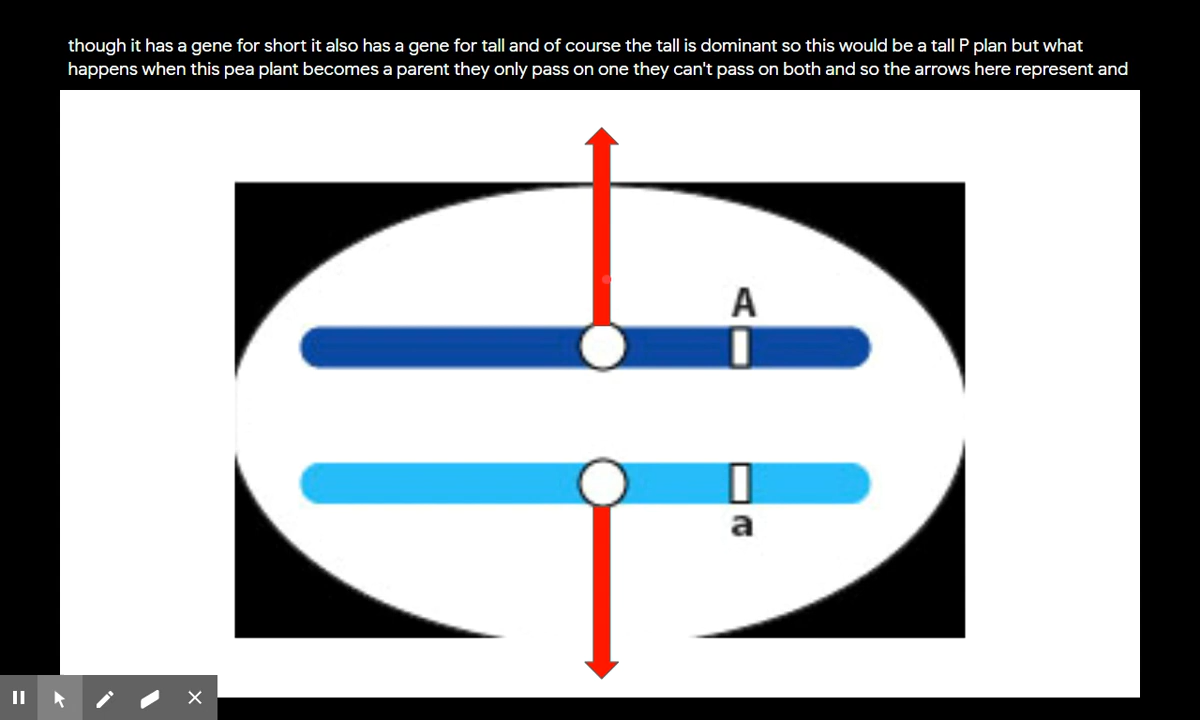 though it has a gene for short it also has a gene for tall and of course the tall is dominant so this would be a tall P plan but what
happens when this pea plant becomes a parent they only pass on one they can't pass on both and so the arrows here represent and
A
a